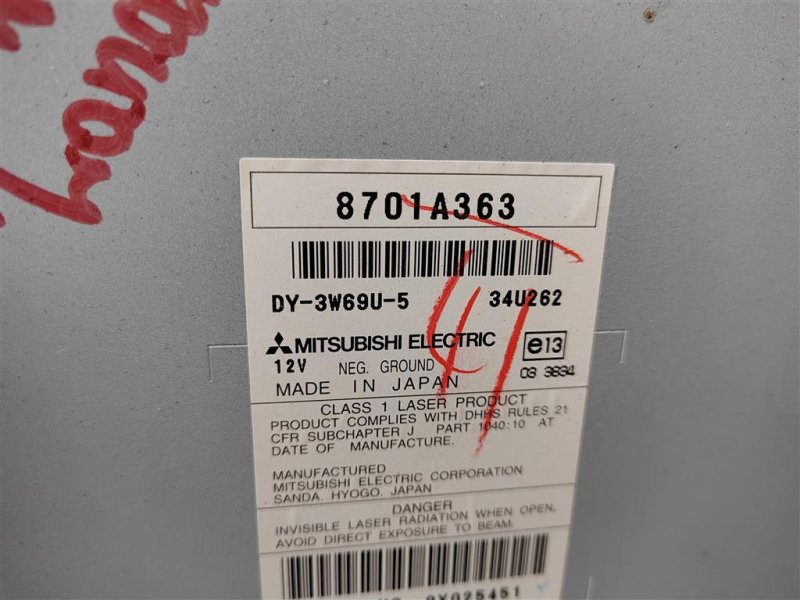 8701A363
DY-3W69U-5 34U262
MITSUBISHI ELECTRIC e13
12V NEG. GROUND 03 3834
MADE IN JAPAN
CLASS 1 LASER PRODUCT
PRODUCT COMPLIES WITH DHHS RULES 21
CFR SUBCHAPTER J PART 1040:10 AT
DATE OF MANUFACTURE.
MANUFACTURED
MITSUBISHI ELECTRIC CORPORATION
SANDA. HYOGO. JAPAN
DANGER
INVISIBLE LASER RADIATION WHEN OPEN.
AVOID DIRECT EXPOSURE TO BEAM.
0X025451